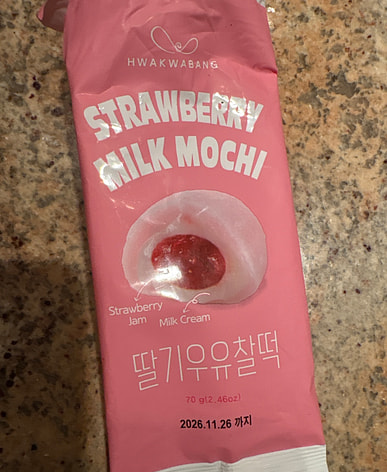 HWAKWABANG
STRAWBERRY
MILK MOCHI
Strawberry
Jam
Milk Cream
딸기우유찰떡
70 g(2.46oz)
2026.11.26 까지